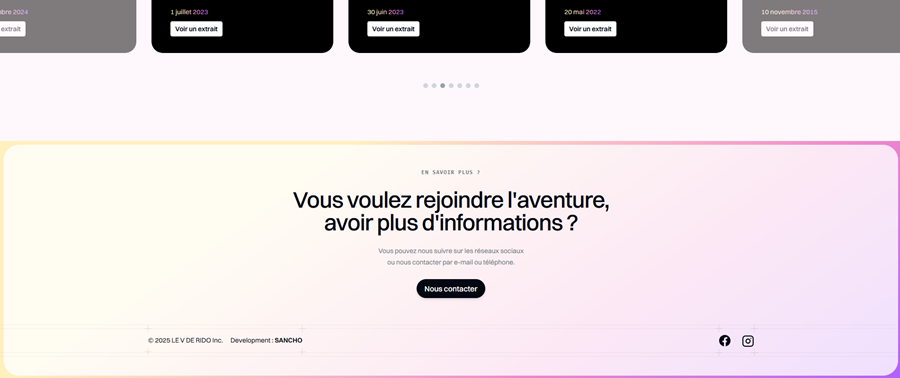 bre 2024
1 juillet 2023
30 juin 2023
20 mai 2022
10 novembre 2015
extrait
Voir un extrait
Voir un extrait
Voir un extrait
Voir un extrait
EN SAVOIR PLUS ?
Vous voulez rejoindre l'aventure,
avoir plus d'informations ?
Vous pouvez nous suivre sur les réseaux sociaux
ou nous contacter par e-mail ou téléphone.
Nous contacter
© 2025 LE V DE RIDO Inc. Development : SANCHO